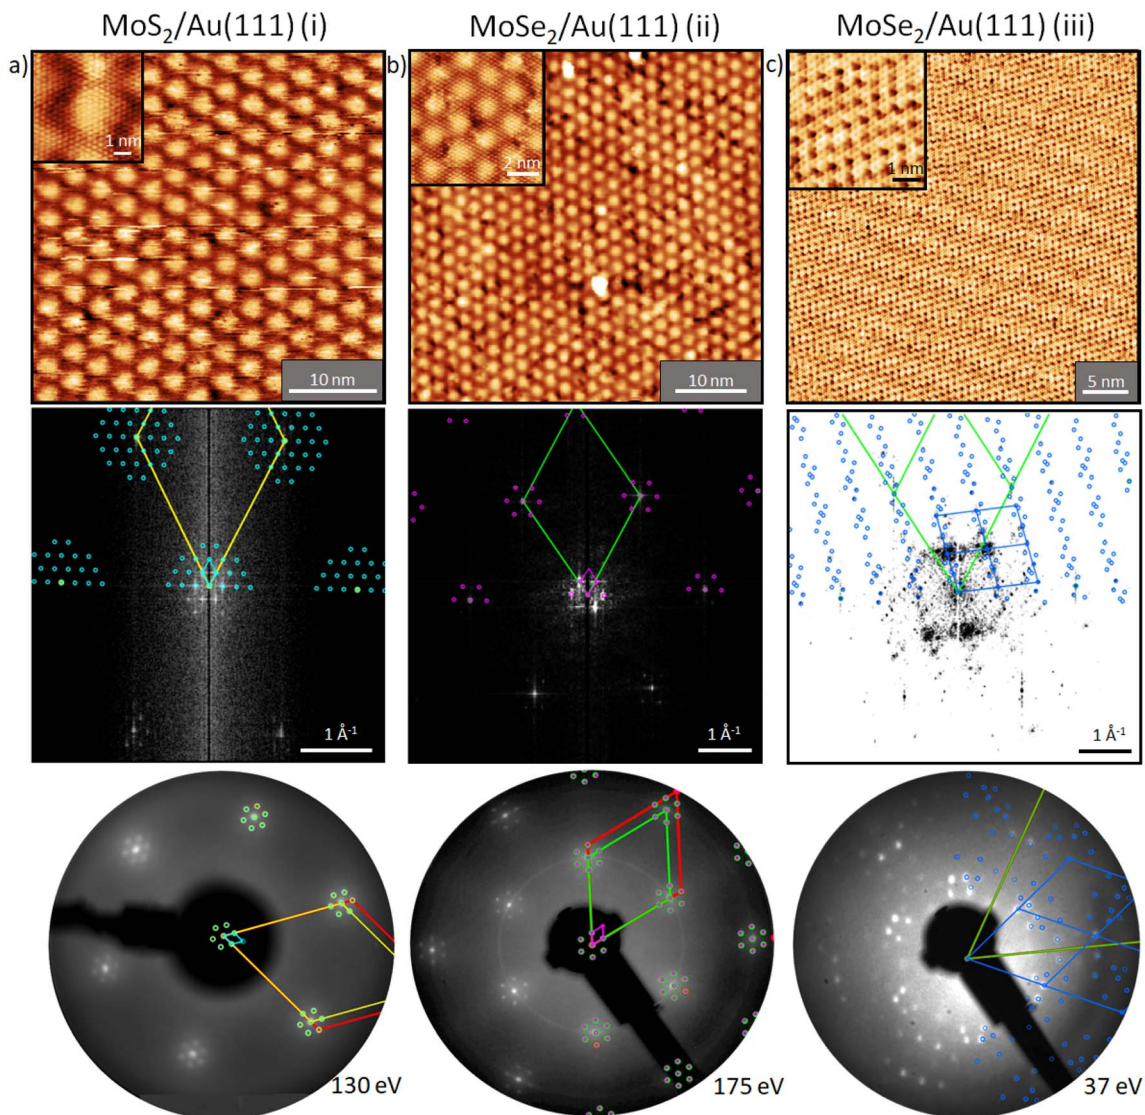 MoS₂/Au(111) (i)
MoSe₂/Au(111) (ii)
MoSe₂/Au(111) (iii)
a)
b)
c)
1 nm
2 nm
1 nm
10 nm
10 nm
5 nm
1 Å⁻¹
1 Å⁻¹
1 Å⁻¹
130 eV
175 eV
37 eV